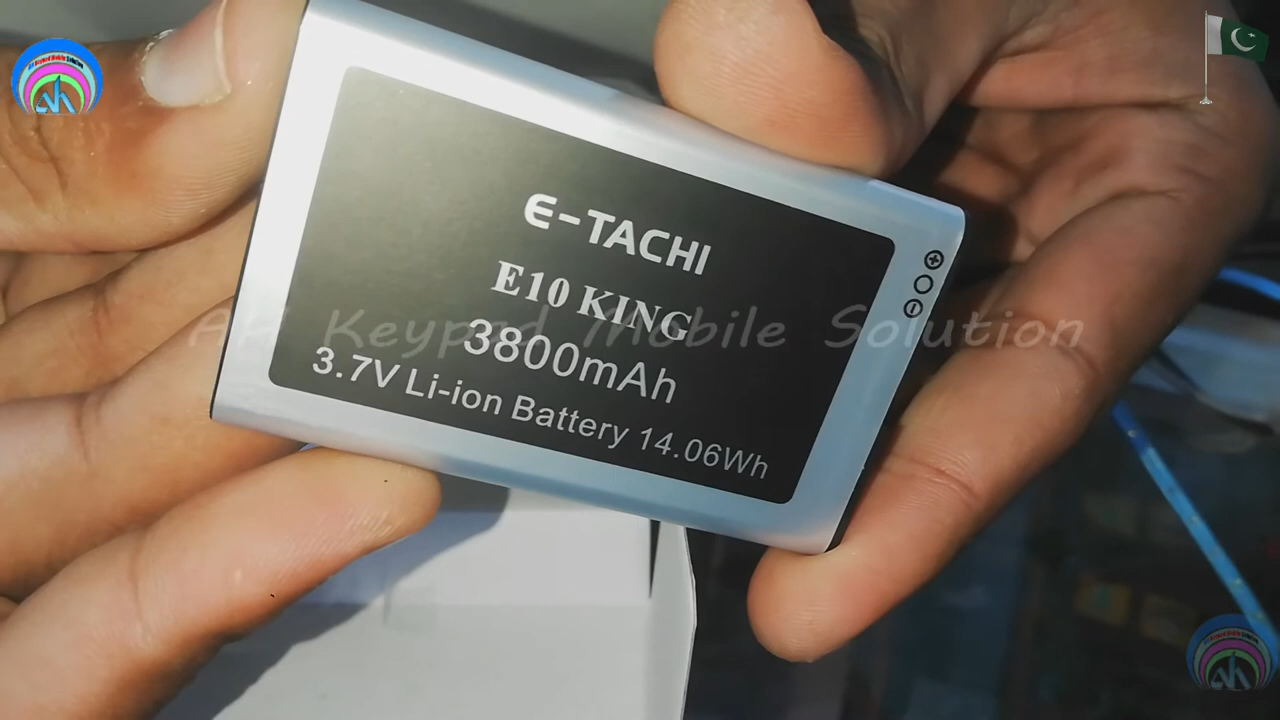 E-TACHI
E10 KING
3800mAh
3.7V Li-ion Battery 14.06Wh
AK Keypad Mobile Solution